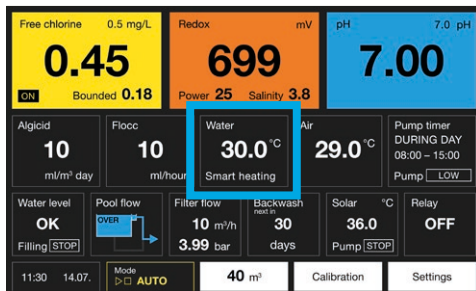 Free chlorine 0.5 mg/L
0.45
ON Bounded 0.18
Redox mV
699
Power 25 Salinity 3.8
pH 7.0 pH
7.00
Algicid
10
ml/m³ day
Flocc
10
ml/hour
Water
30.0 °C
Smart heating
Air
29.0 °C
Pump timer
DURING DAY
08:00 – 15:00
Pump LOW
Water level
OK
Filling STOP
Pool flow
OVER
Filter flow
10 m³/h
3.99 bar
Backwash
next in
30
days
Solar °C
36.0
Pump STOP
Relay
OFF
11:30 14.07.
Mode
AUTO
40 m³
Calibration
Settings